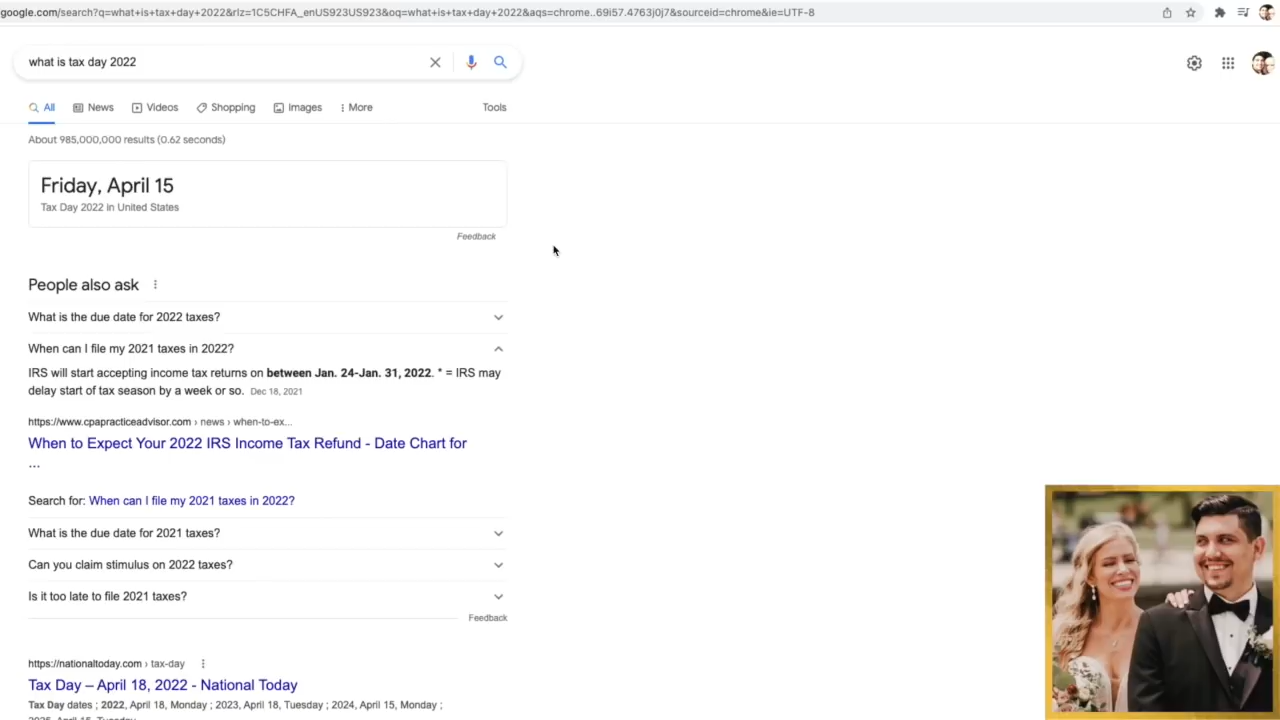 google.com/search?q=what+is+tax+day+2022&rlz=1C5CHFA_enUS923US923&oq=what+is+tax+day+2022&aqs=chrome..69i57.4763j0j7&sourceid=chrome&ie=UTF-8
what is tax day 2022
All News Videos Shopping Images More Tools
About 985,000,000 results (0.62 seconds)
Friday, April 15
Tax Day 2022 in United States
Feedback
People also ask
What is the due date for 2022 taxes?
When can I file my 2021 taxes in 2022?
IRS will start accepting income tax returns on between Jan. 24-Jan. 31, 2022. * = IRS may
delay start of tax season by a week or so. Dec 18, 2021
https://www.cpapracticeadvisor.com › news › when-to-ex...
When to Expect Your 2022 IRS Income Tax Refund - Date Chart for
...
Search for: When can I file my 2021 taxes in 2022?
What is the due date for 2021 taxes?
Can you claim stimulus on 2022 taxes?
Is it too late to file 2021 taxes?
Feedback
https://nationaltoday.com › tax-day
Tax Day – April 18, 2022 - National Today
Tax Day dates ; 2022, April 18, Monday ; 2023, April 18, Tuesday ; 2024, April 15, Monday ;
2025, April 15, Tuesday